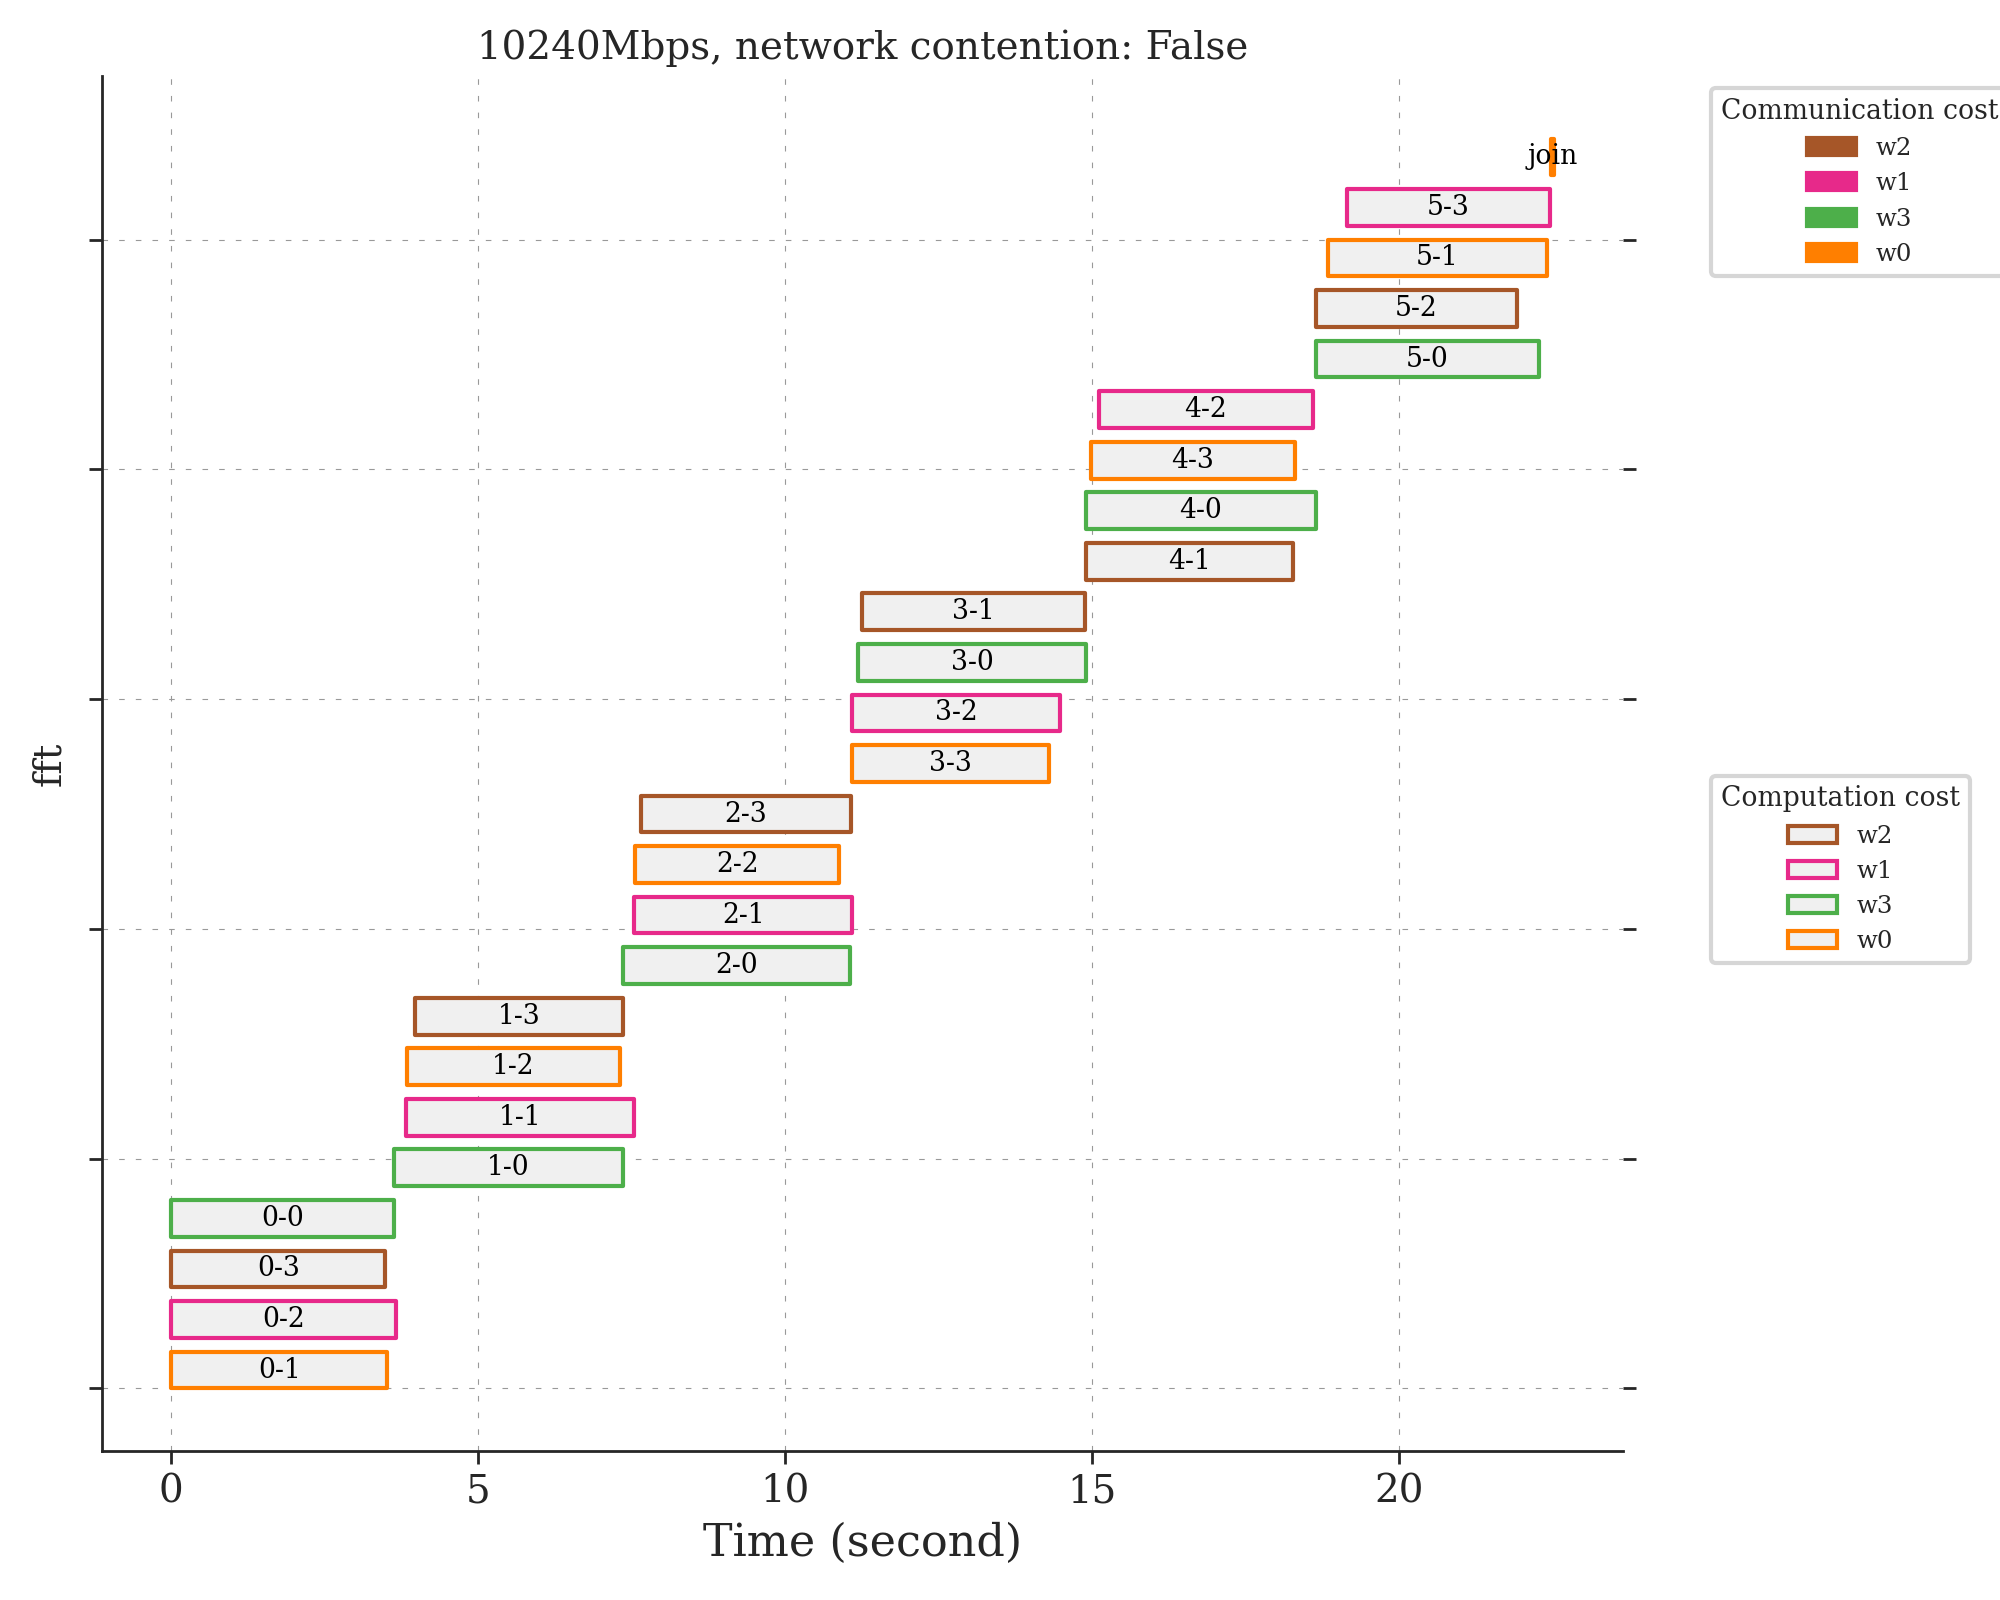 10240Mbps, network contention: False
Communication cost
w2
w1
w3
w0
join
5-3
5-1
5-2
5-0
4-2
4-3
4-0
4-1
3-1
3-0
3-2
3-3
2-3
2-2
2-1
2-0
1-3
1-2
1-1
1-0
0-0
0-3
0-2
0-1
fft
Computation cost
w2
w1
w3
w0
0 5 10 15 20
Time (second)